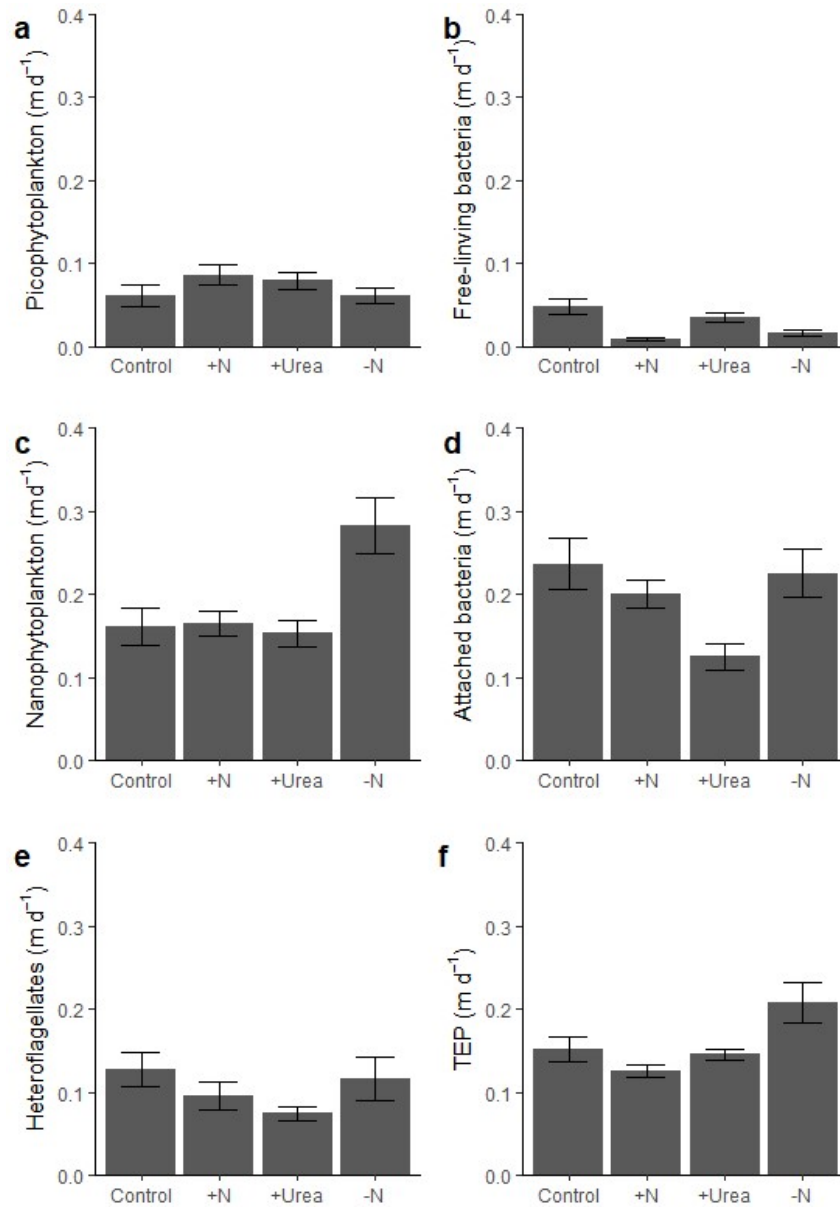 a
Picophytoplankton (m d⁻¹)
0.4
0.3
0.2
0.1
0.0
Control +N +Urea -N
b
Free-linving bacteria (m d⁻¹)
0.4
0.3
0.2
0.1
0.0
Control +N +Urea -N
c
Nanophytoplankton (m d⁻¹)
0.4
0.3
0.2
0.1
0.0
Control +N +Urea -N
d
Attached bacteria (m d⁻¹)
0.4
0.3
0.2
0.1
0.0
Control +N +Urea -N
e
Heteroflagellates (m d⁻¹)
0.4
0.3
0.2
0.1
0.0
Control +N +Urea -N
f
TEP (m d⁻¹)
0.4
0.3
0.2
0.1
0.0
Control +N +Urea -N